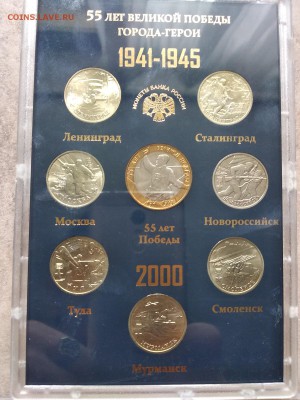 COINS.LAVE.RU
55 ЛЕТ ВЕЛИКОЙ ПОБЕДЫ
ГОРОДА-ГЕРОИ
1941-1945
МОНЕТЫ БАНКА РОССИИ
Ленинград
Сталинград
Москва
55 лет
Победы
Новороссийск
2000
Тула
Смоленск
МУРМАНСК
Мурманск